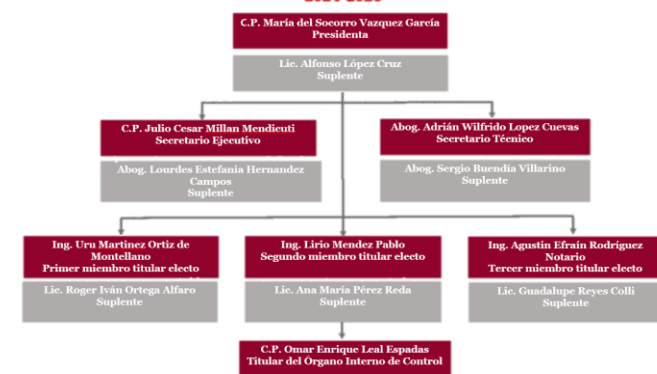 C.P. María del Socorro Vazquez García
Presidenta
Lic. Alfonso López Cruz
Suplente
C.P. Julio Cesar Millan Mendicuti
Secretario Ejecutivo
Abog. Lourdes Estefania Hernandez
Campos
Suplente
Abog. Adrián Wilfrido Lopez Cuevas
Secretario Técnico
Abog. Sergio Buendía Villarino
Suplente
Ing. Uru Martinez Ortiz de
Montellano
Primer miembro titular electo
Lic. Roger Iván Ortega Alfaro
Suplente
Ing. Lirio Mendez Pablo
Segundo miembro titular electo
Lic. Ana María Pérez Reda
Suplente
Ing. Agustin Efraín Rodríguez
Notario
Tercer miembro titular electo
Lic. Guadalupe Reyes Colli
Suplente
C.P. Omar Enrique Leal Espadas
Titular del Órgano Interno de Control